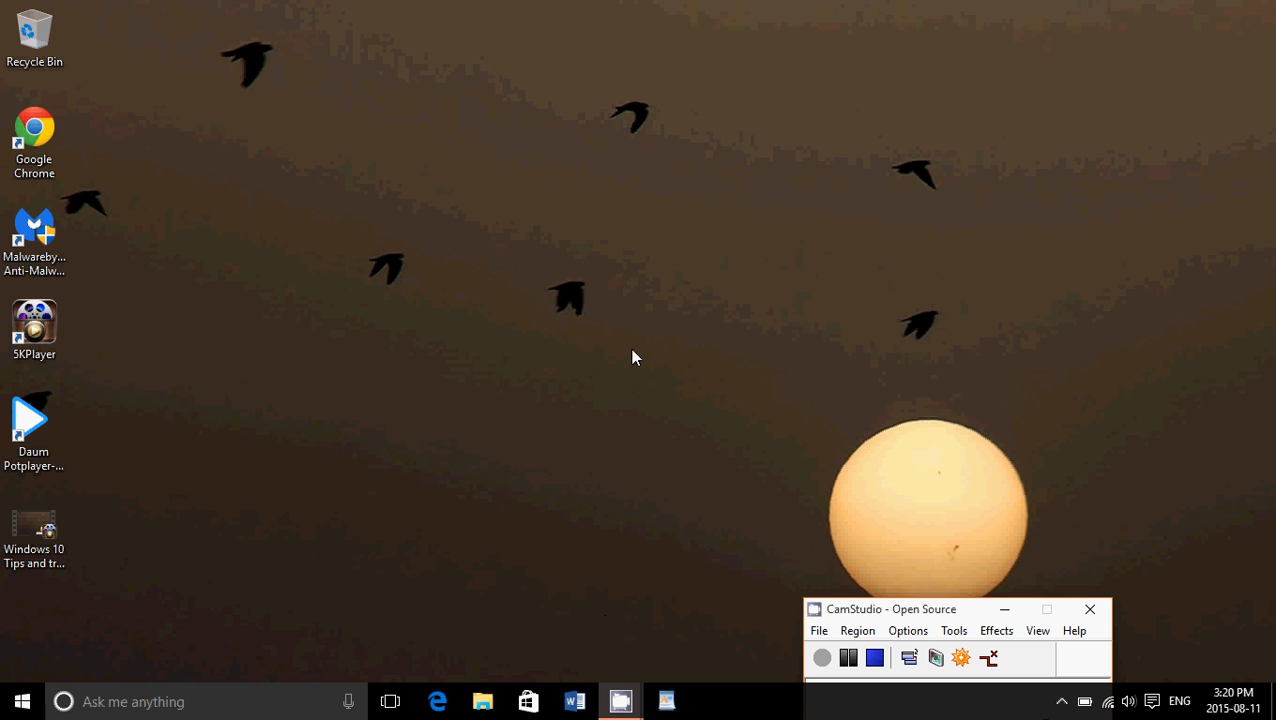 Recycle Bin
Google
Chrome
Malwareby...
Anti-Malw...
5KPlayer
Daum
Potplayer-...
Windows 10
Tips and tr...
CamStudio - Open Source
File Region Options Tools Effects View Help
Ask me anything
ENG
3:20 PM
2015-08-11